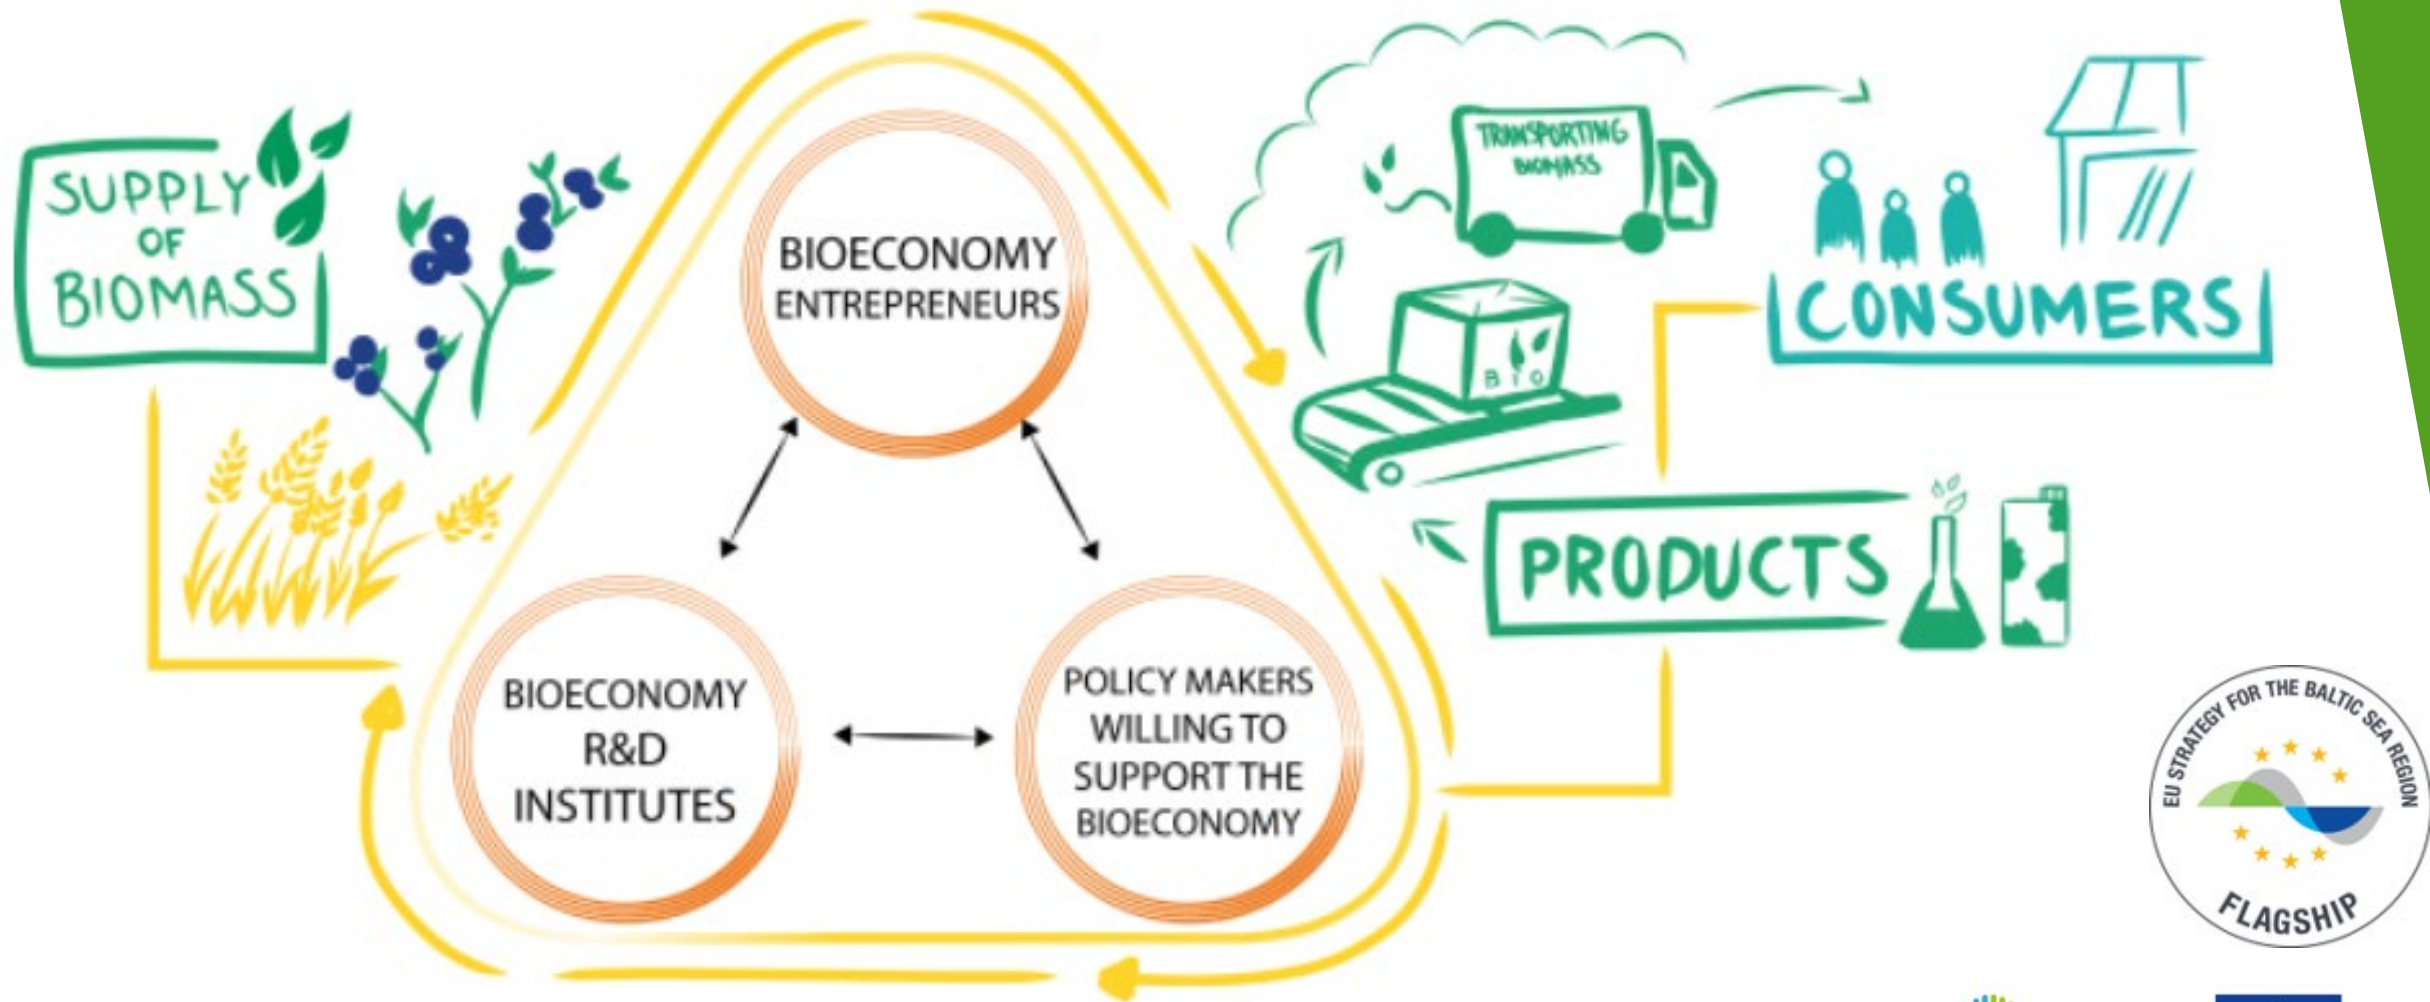 SUPPLY
OF
BIOMASS
BIOECONOMY
ENTREPRENEURS
BIOECONOMY
R&D
INSTITUTES
POLICY MAKERS
WILLING TO
SUPPORT THE
BIOECONOMY
TRANSPORTING
BIOMASS
BIO
CONSUMERS
PRODUCTS
EU STRATEGY FOR THE BALTIC SEA REGION
FLAGSHIP